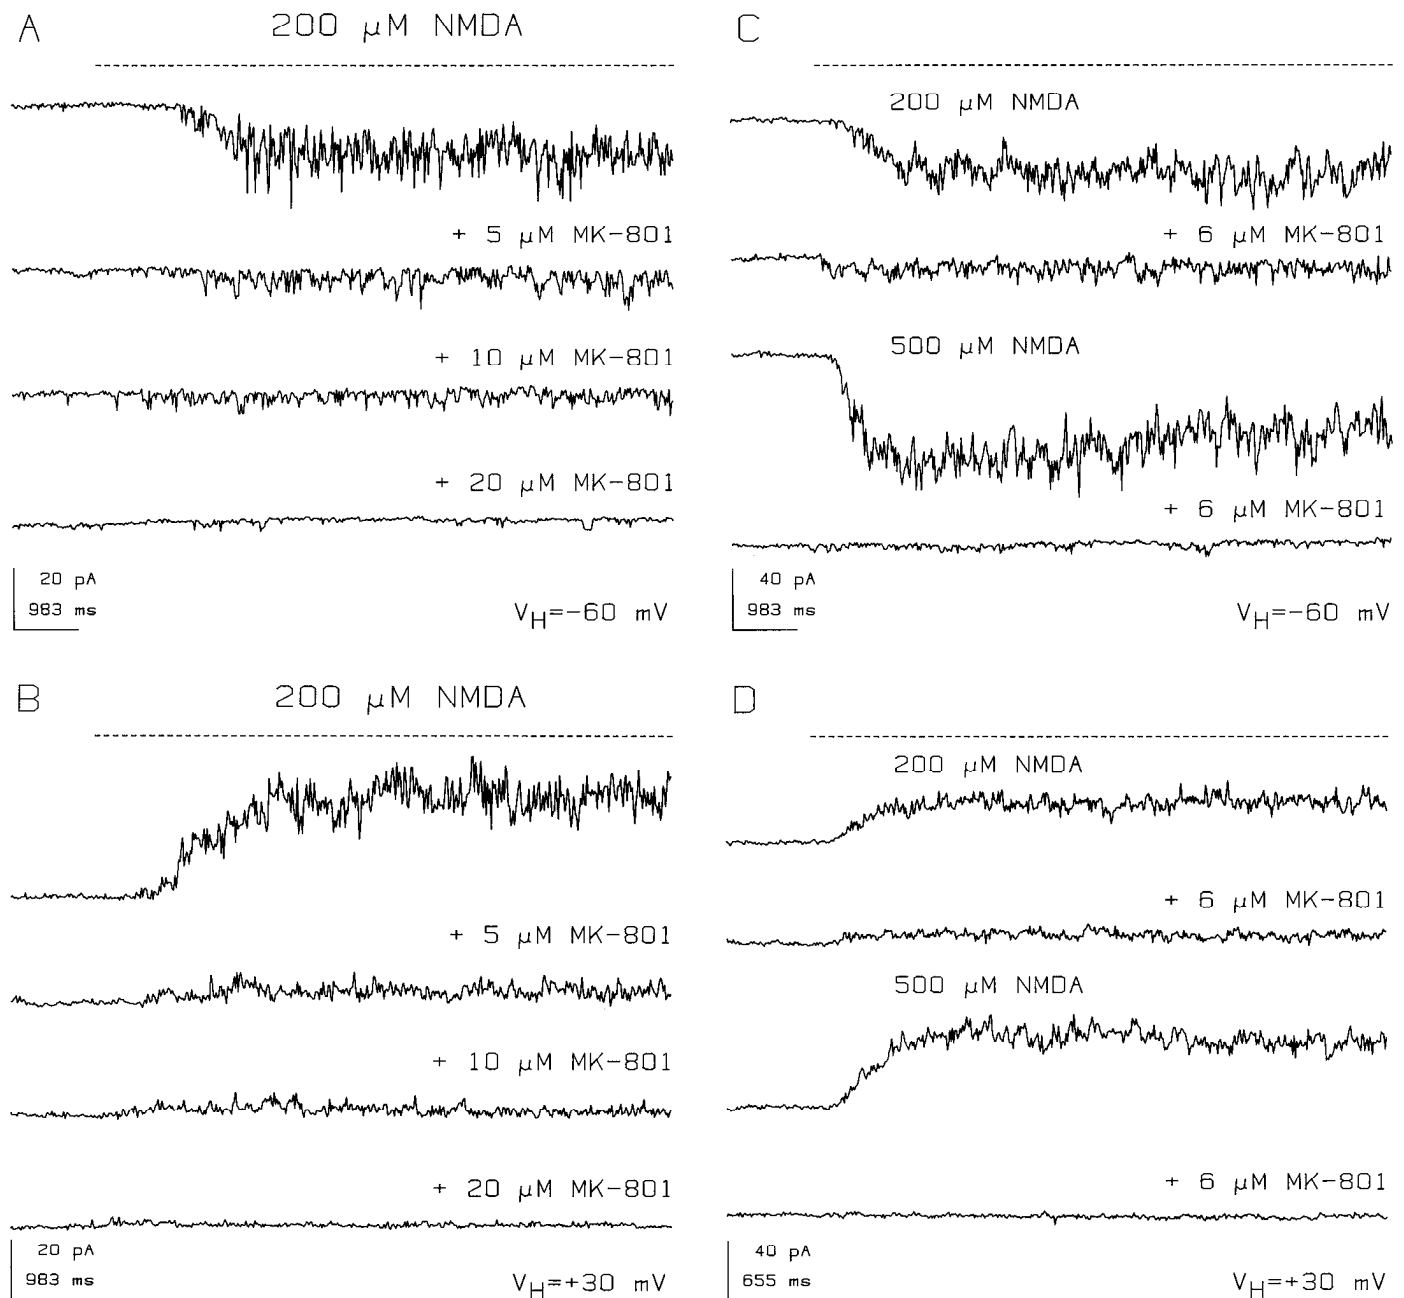 A
200 μM NMDA
+ 5 μM MK-801
+ 10 μM MK-801
+ 20 μM MK-801
20 pA
983 ms
VH=-60 mV
C
200 μM NMDA
+ 6 μM MK-801
500 μM NMDA
+ 6 μM MK-801
40 pA
983 ms
VH=-60 mV
B
200 μM NMDA
+ 5 μM MK-801
+ 10 μM MK-801
+ 20 μM MK-801
20 pA
983 ms
VH=+30 mV
D
200 μM NMDA
+ 6 μM MK-801
500 μM NMDA
+ 6 μM MK-801
40 pA
655 ms
VH=+30 mV